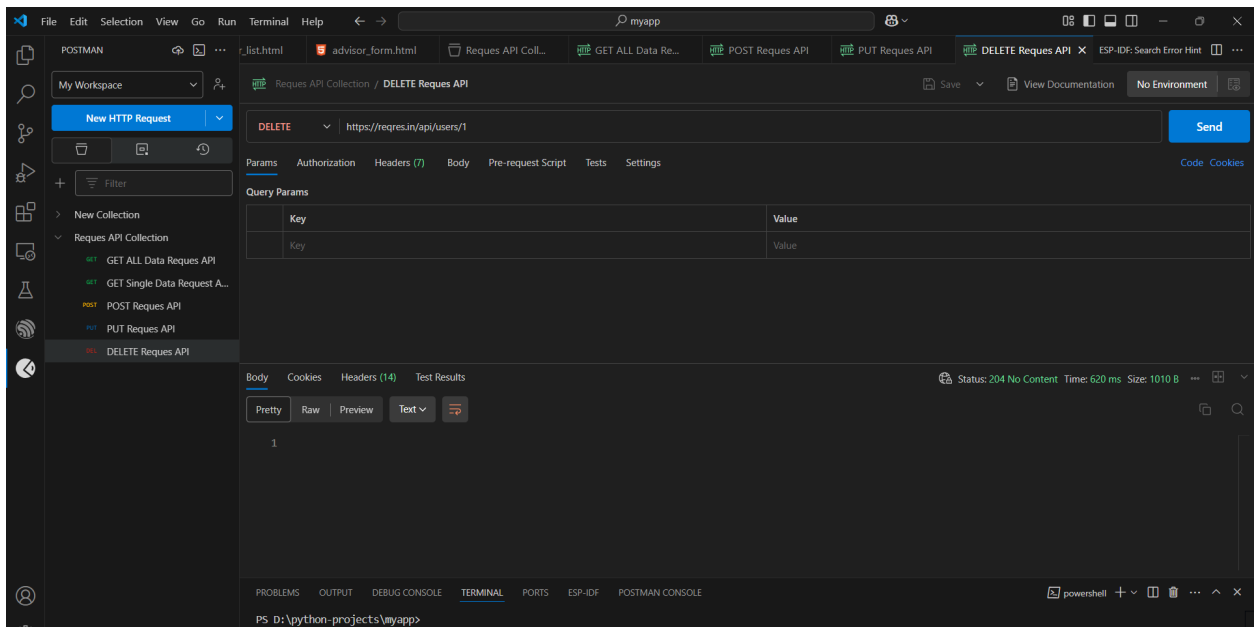 File Edit Selection View Go Run Terminal Help myapp
POSTMAN
r_list.html advisor_form.html Reques API Coll... GET ALL Data Re... POST Reques API PUT Reques API DELETE Reques API ESP-IDF: Search Error Hint
My Workspace
HTTP Reques API Collection / DELETE Reques API Save View Documentation No Environment
New HTTP Request
DELETE https://reqres.in/api/users/1 Send
Params Authorization Headers (7) Body Pre-request Script Tests Settings Code Cookies
Filter
Query Params
New Collection
Key Value
Reques API Collection
Key Value
GET GET ALL Data Reques API
GET GET Single Data Request A...
POST POST Reques API
PUT PUT Reques API
DEL DELETE Reques API
Body Cookies Headers (14) Test Results Status: 204 No Content Time: 620 ms Size: 1010 B
Pretty Raw Preview Text
1
PROBLEMS OUTPUT DEBUG CONSOLE TERMINAL PORTS ESP-IDF POSTMAN CONSOLE powershell
PS D:\python-projects\myapp>